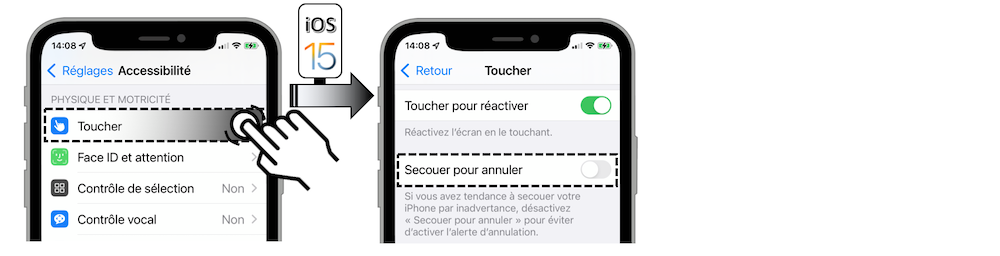 14:08
Réglages Accessibilité
PHYSIQUE ET MOTRICITÉ
Toucher
Face ID et attention
Contrôle de sélection Non
Contrôle vocal Non
iOS
15
14:08
Retour Toucher
Toucher pour réactiver
Réactivez l'écran en le touchant.
Secouer pour annuler
Si vous avez tendance à secouer votre
iPhone par inadvertance, désactivez
« Secouer pour annuler » pour éviter
d'activer l'alerte d'annulation.